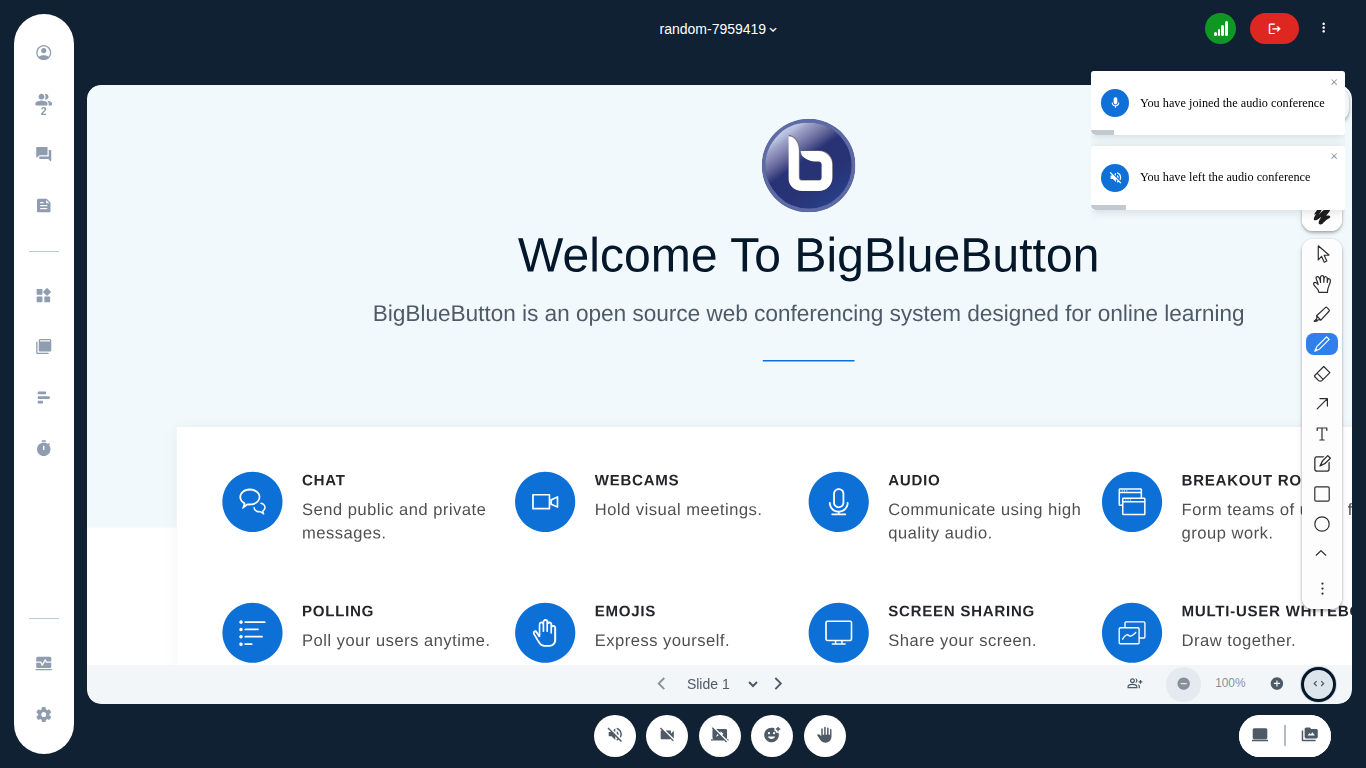 random-7959419
2
You have joined the audio conference
You have left the audio conference
Welcome To BigBlueButton
BigBlueButton is an open source web conferencing system designed for online learning
CHAT
Send public and private
messages.
WEBCAMS
Hold visual meetings.
AUDIO
Communicate using high
quality audio.
BREAKOUT RO
Form teams of
group work.
POLLING
Poll your users anytime.
EMOJIS
Express yourself.
SCREEN SHARING
Share your screen.
MULTI-USER WHITEB
Draw together.
Slide 1
100%